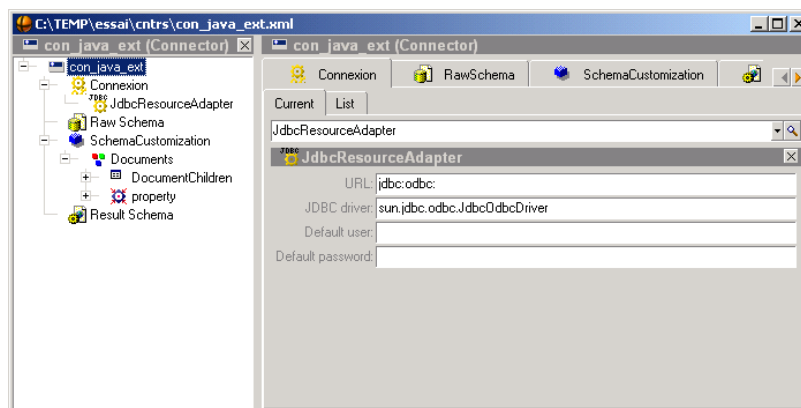 C:\TEMP\essai\cntrs\con_java_ext.xml
con_java_ext (Connector)
con_java_ext
Connexion
JDBC
JdbcResourceAdapter
Raw Schema
SchemaCustomization
Documents
DocumentChildren
property
Result Schema
con_java_ext (Connector)
Connexion RawSchema SchemaCustomization
Current List
JdbcResourceAdapter
JDBC
JdbcResourceAdapter
URL: jdbc:odbc:
JDBC driver: sun.jdbc.odbc.JdbcOdbcDriver
Default user:
Default password: